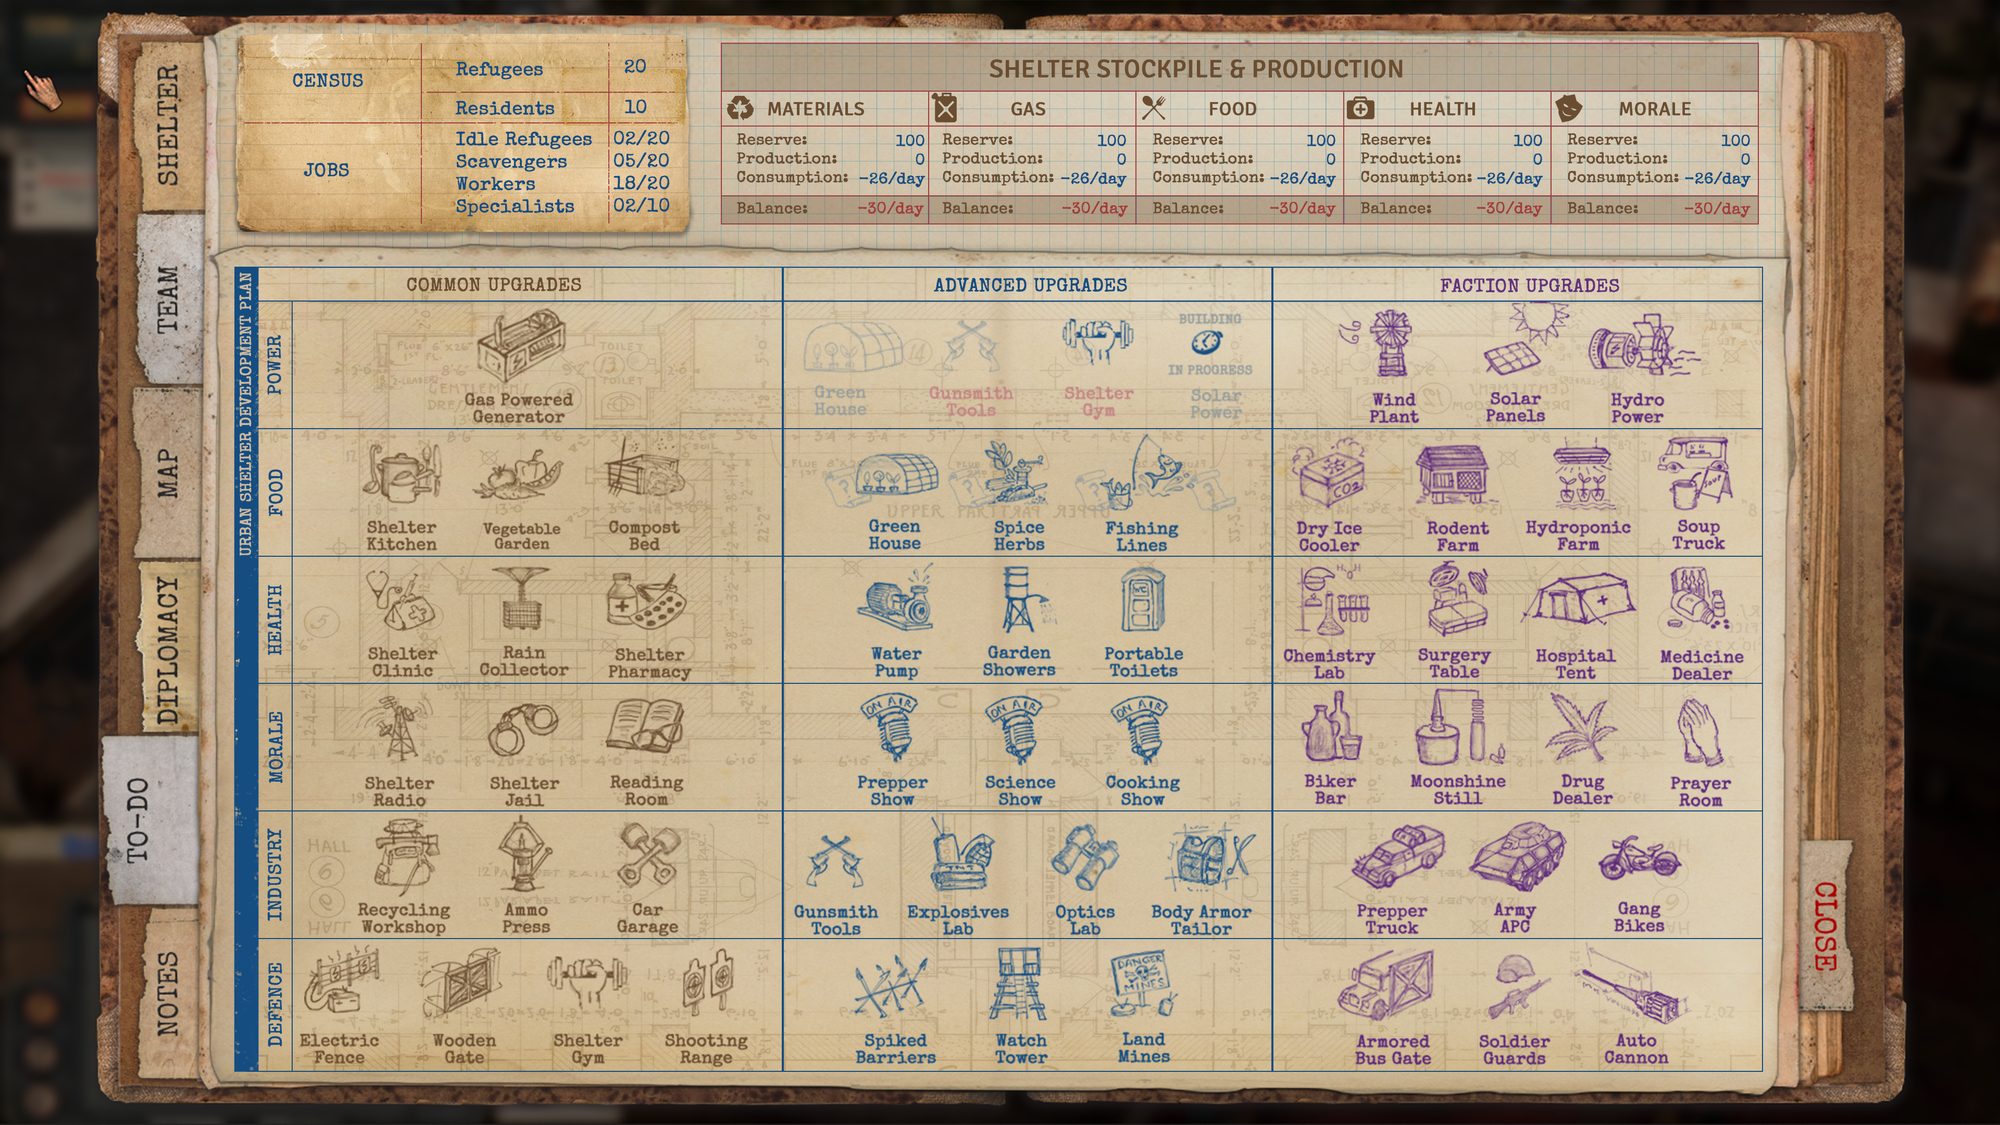 SHELTER
TEAM
MAP
DIPLOMACY
TO-DO
NOTES
CENSUS
Refugees 20
Residents 10
JOBS
Idle Refugees 02/20
Scavengers 05/20
Workers 18/20
Specialists 02/10
SHELTER STOCKPILE & PRODUCTION
MATERIALS GAS FOOD HEALTH MORALE
Reserve: 100 Reserve: 100 Reserve: 100 Reserve: 100 Reserve: 100
Production: 0 Production: 0 Production: 0 Production: 0 Production: 0
Consumption: -26/day Consumption: -26/day Consumption: -26/day Consumption: -26/day Consumption: -26/day
Balance: -30/day Balance: -30/day Balance: -30/day Balance: -30/day Balance: -30/day
URBAN SHELTER DEVELOPMENT PLAN
COMMON UPGRADES ADVANCED UPGRADES FACTION UPGRADES
POWER
Gas Powered
Generator
Green
House
Gunsmith
Tools
Shelter
Gym
BUILDING
IN PROGRESS
Solar
Power
Wind
Plant
Solar
Panels
Hydro
Power
FOOD
Shelter
Kitchen
Vegetable
Garden
Compost
Bed
Green
House
Spice
Herbs
Fishing
Lines
CO2
Dry Ice
Cooler
Rodent
Farm
Hydroponic
Farm
SOUP
Soup
Truck
HEALTH
Shelter
Clinic
Rain
Collector
Shelter
Pharmacy
Water
Pump
Garden
Showers
WC
Portable
Toilets
Chemistry
Lab
Surgery
Table
Hospital
Tent
Medicine
Dealer
MORALE
Shelter
Radio
Shelter
Jail
Reading
Room
ON AIR
Prepper
Show
ON AIR
Science
Show
ON AIR
Cooking
Show
Biker
Bar
Moonshine
Still
Drug
Dealer
Prayer
Room
INDUSTRY
Recycling
Workshop
Ammo
Press
Car
Garage
Gunsmith
Tools
Explosives
Lab
Optics
Lab
Body Armor
Tailor
Prepper
Truck
Army
APC
Gang
Bikes
DEFENCE
Electric
Fence
Wooden
Gate
Shelter
Gym
Shooting
Range
Spiked
Barriers
Watch
Tower
DANGER
MINES
Land
Mines
Armored
Bus Gate
Soldier
Guards
Auto
Cannon
CLOSE